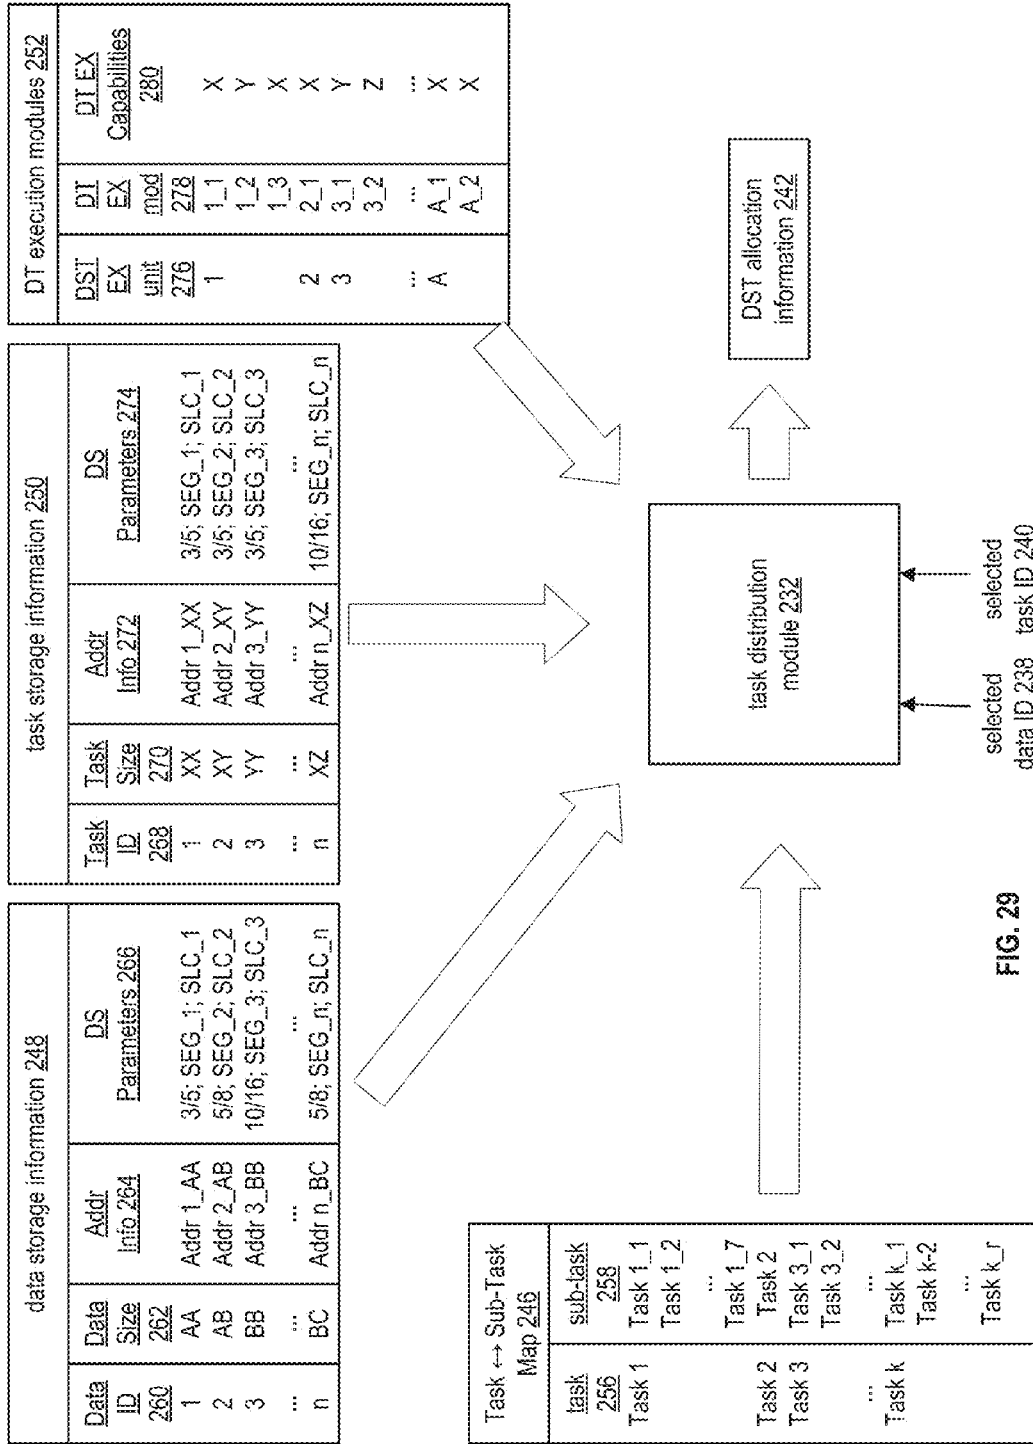 data storage information 248
Data ID 260 Data Size 262 Addr Info 264 DS Parameters 266
1 AA Addr 1_AA 3/5; SEG_1; SLC_1
2 AB Addr 2_AB 5/8; SEG_2; SLC_2
3 BB Addr 3_BB 10/16; SEG_3; SLC_3
... ... ... ...
n BC Addr n_BC 5/8; SEG_n; SLC_n
task storage information 250
Task ID 268 Task Size 270 Addr Info 272 DS Parameters 274
1 XX Addr 1_XX 3/5; SEG_1; SLC_1
2 XY Addr 2_XY 3/5; SEG_2; SLC_2
3 YY Addr 3_YY 3/5; SEG_3; SLC_3
... ... ... ...
n XZ Addr n_XZ 10/16; SEG_n; SLC_n
DT execution modules 252
DST EX unit 276 DT EX mod 278 DT EX Capabilities 280
1 1_1 X
1_2 Y
1_3 X
2 2_1 X
3 3_1 Y
3_2 Z
... ... ...
A A_1 X
A_2 X
Task ↔ Sub-Task
Map 246
task 256 sub-task 258
Task 1 Task 1_1
Task 1_2
...
Task 1_7
Task 2 Task 2
Task 3 Task 3_1
Task 3_2
... ...
Task k Task k_1
Task k-2
...
Task k_r
task distribution
module 232
DST allocation
information 242
selected
data ID 238
selected
task ID 240
FIG. 29